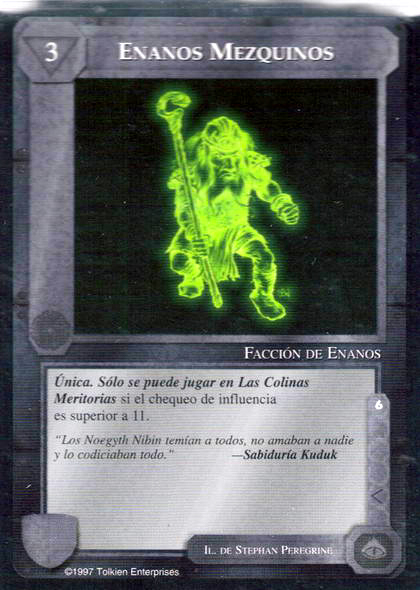 3
ENANOS MEZQUINOS
FACCIÓN DE ENANOS
Única. Sólo se puede jugar en Las Colinas
Meritorias si el chequeo de influencia
es superior a 11.
6
"Los Noegyth Nibin temían a todos, no amaban a nadie
y lo codiciaban todo." —Sabiduría Kuduk
IL. DE STEPHAN PEREGRINE
©1997 Tolkien Enterprises